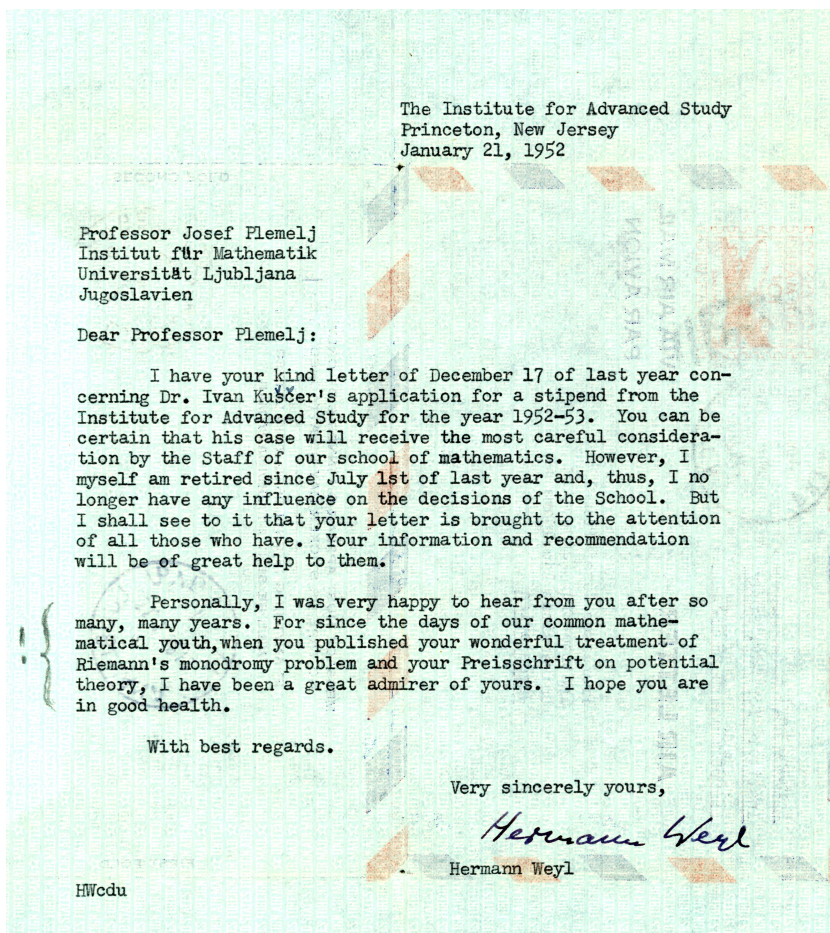 The Institute for Advanced Study
Princeton, New Jersey
January 21, 1952
Professor Josef Plemelj
Institut für Mathematik
Universität Ljubljana
Jugoslavien
Dear Professor Plemelj:
I have your kind letter of December 17 of last year con-
cerning Dr. Ivan Kuščer's application for a stipend from the
Institute for Advanced Study for the year 1952-53. You can be
certain that his case will receive the most careful considera-
tion by the Staff of our school of mathematics. However, I
myself am retired since July 1st of last year and, thus, I no
longer have any influence on the decisions of the School. But
I shall see to it that your letter is brought to the attention
of all those who have. Your information and recommendation
will be of great help to them.
Personally, I was very happy to hear from you after so
many, many years. For since the days of our common mathe-
matical youth,when you published your wonderful treatment of
Riemann's monodromy problem and your Preisschrift on potential
theory, I have been a great admirer of yours. I hope you are
in good health.
With best regards.
Very sincerely yours,
Hermann Weyl
Hermann Weyl
HWcdu
PAR AVION
VIA AIR MAIL
SECOND FOLD